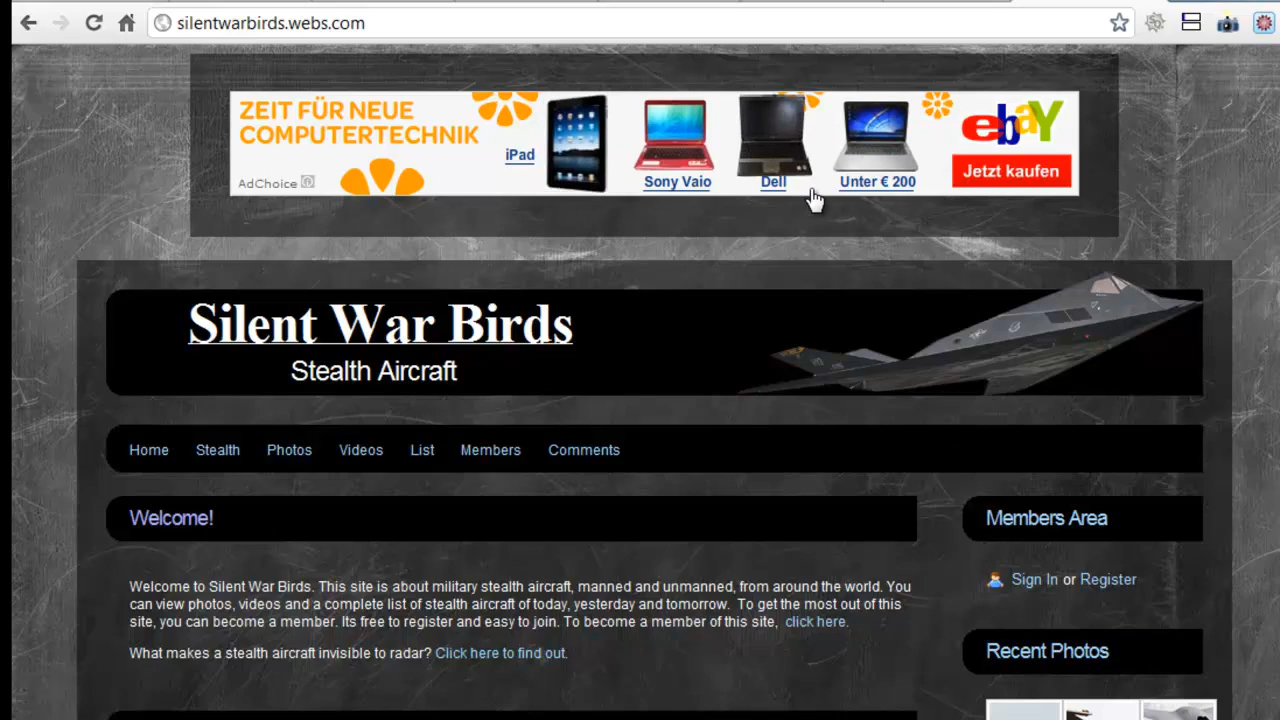 silentwarbirds.webs.com
ZEIT FÜR NEUE
COMPUTERTECHNIK
AdChoice
iPad
Sony Vaio
Dell
Unter € 200
ebay
Jetzt kaufen
Silent War Birds
Stealth Aircraft
Home Stealth Photos Videos List Members Comments
Welcome!
Welcome to Silent War Birds. This site is about military stealth aircraft, manned and unmanned, from around the world. You
can view photos, videos and a complete list of stealth aircraft of today, yesterday and tomorrow. To get the most out of this
site, you can become a member. Its free to register and easy to join. To become a member of this site, click here.
What makes a stealth aircraft invisible to radar? Click here to find out.
Members Area
Sign In or Register
Recent Photos